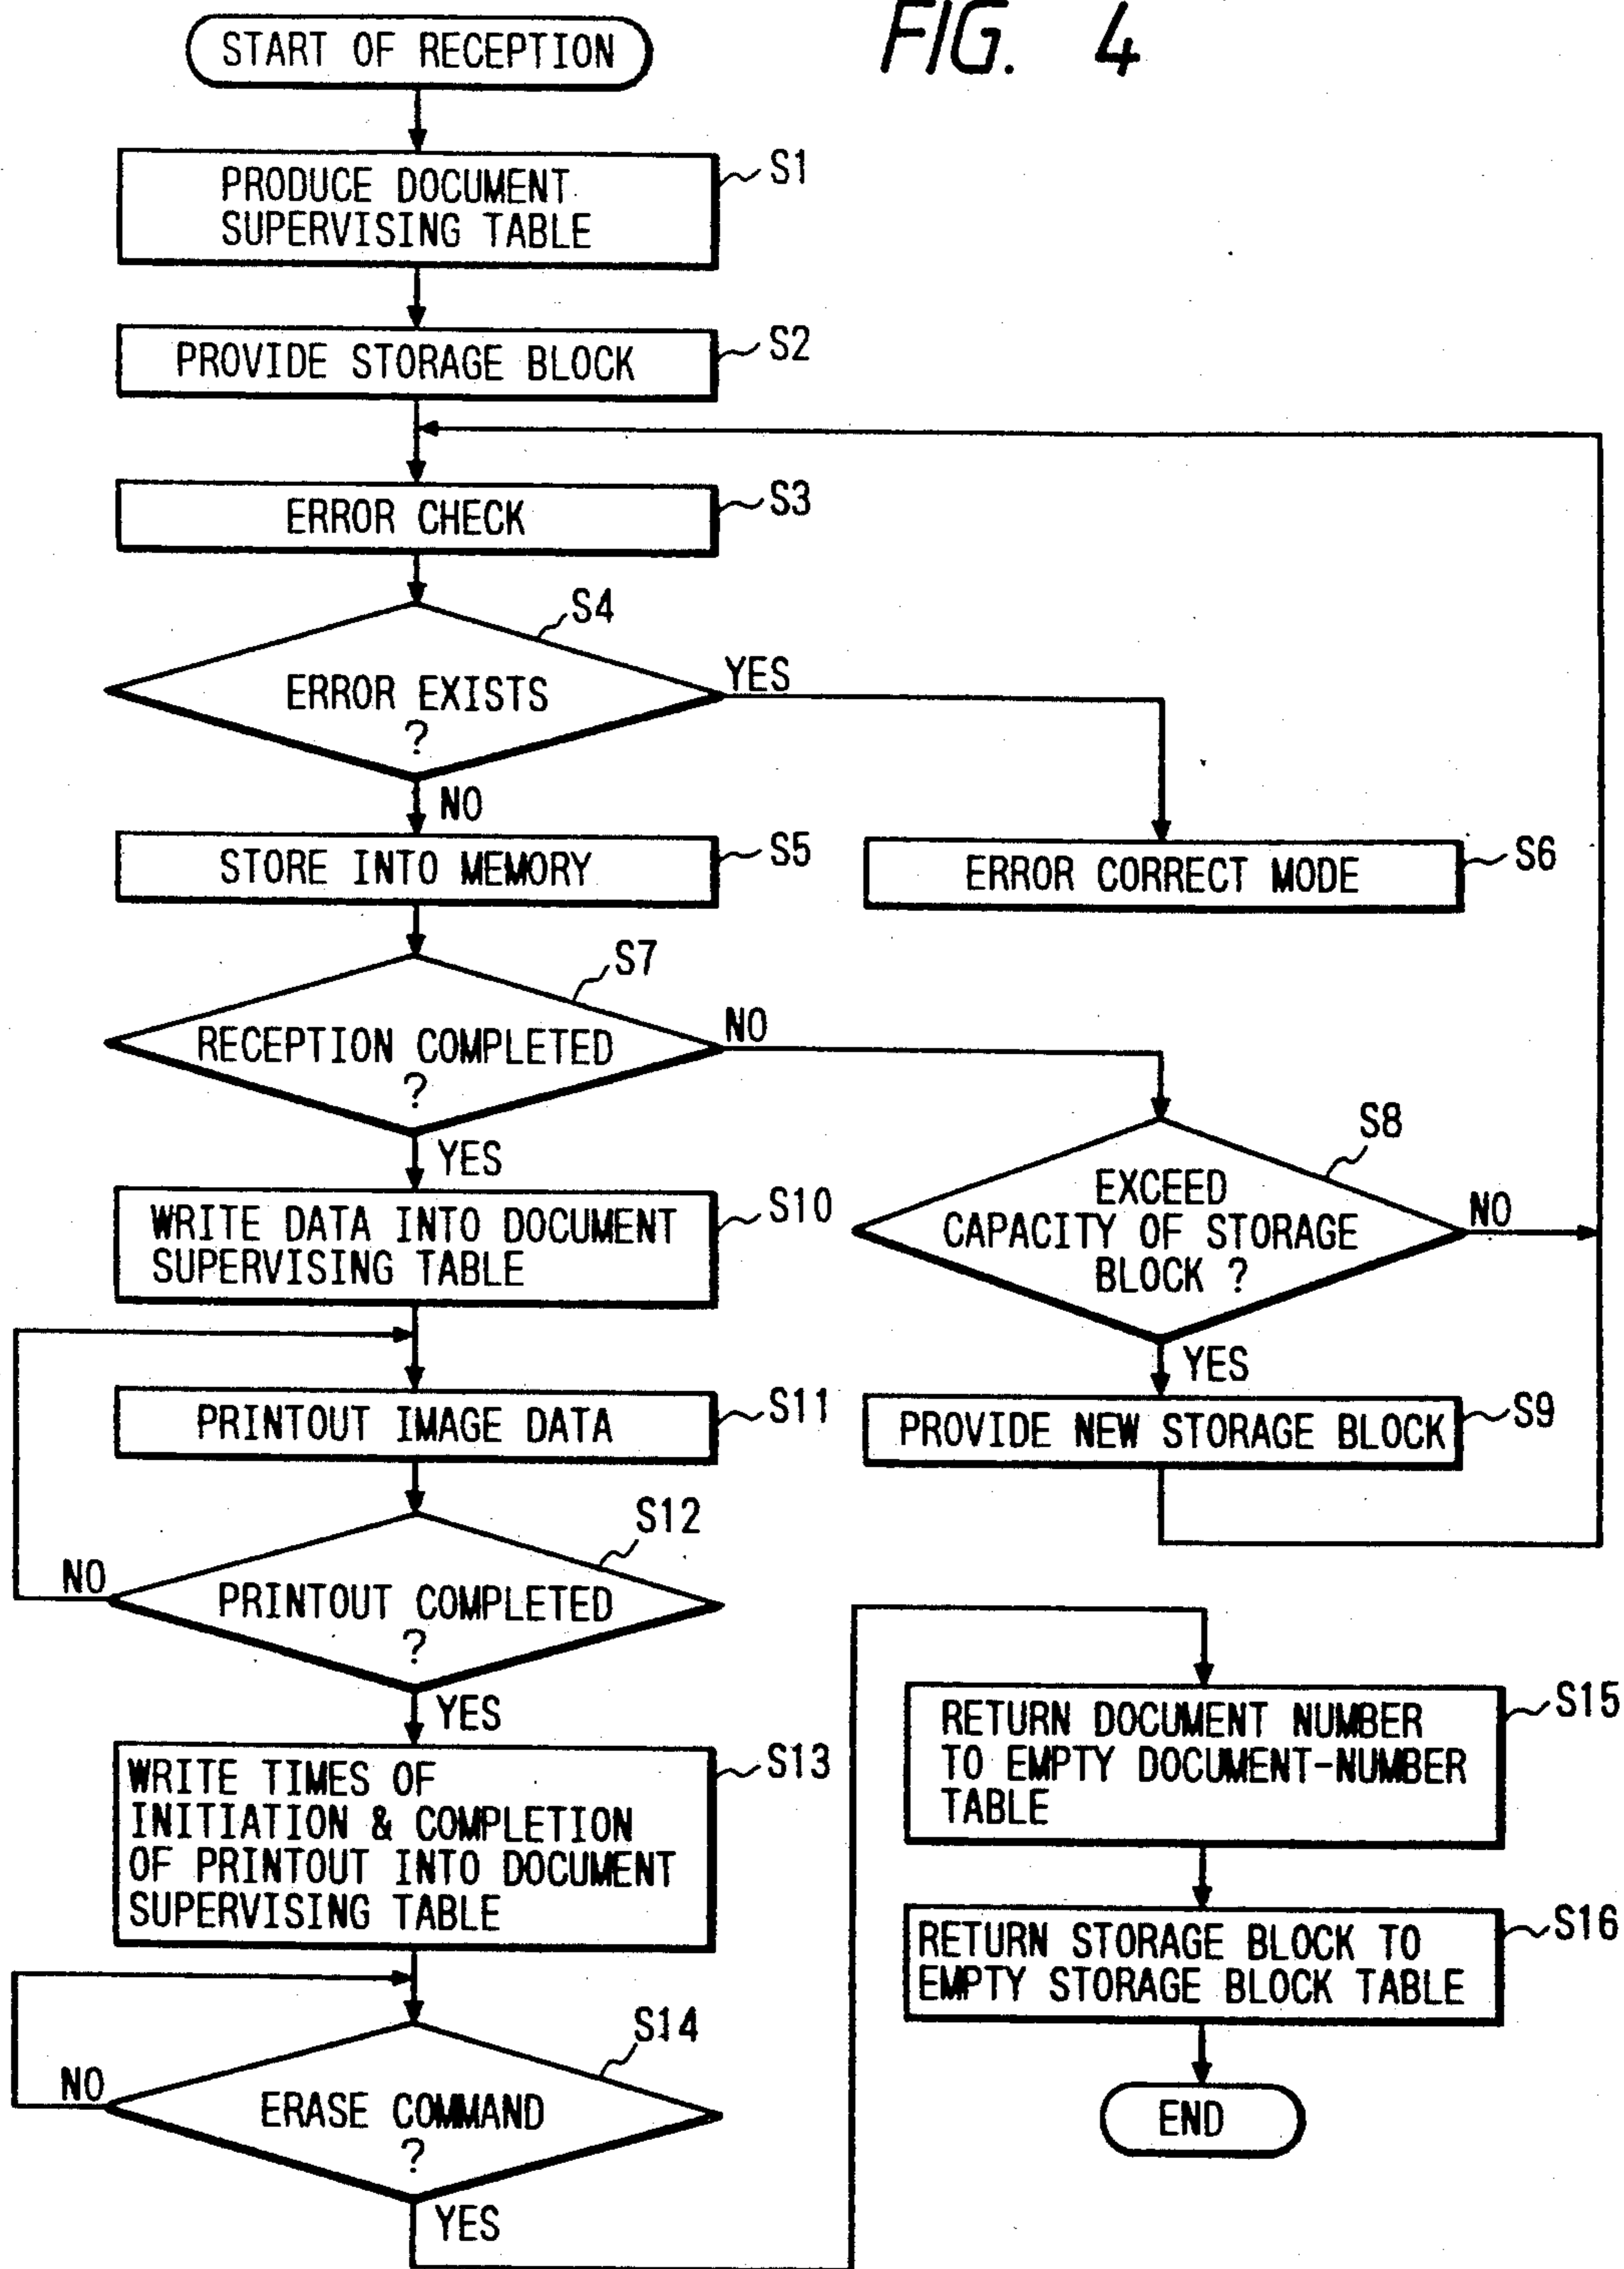 FIG. 4
START OF RECEPTION
PRODUCE DOCUMENT
SUPERVISING TABLE
S1
PROVIDE STORAGE BLOCK
S2
ERROR CHECK
S3
S4
ERROR EXISTS
?
YES
NO
STORE INTO MEMORY
S5
ERROR CORRECT MODE
S6
S7
RECEPTION COMPLETED
?
NO
YES
S8
EXCEED
CAPACITY OF STORAGE
BLOCK ?
NO
YES
PROVIDE NEW STORAGE BLOCK
S9
WRITE DATA INTO DOCUMENT
SUPERVISING TABLE
S10
PRINTOUT IMAGE DATA
S11
S12
PRINTOUT COMPLETED
?
NO
YES
WRITE TIMES OF
INITIATION & COMPLETION
OF PRINTOUT INTO DOCUMENT
SUPERVISING TABLE
S13
S14
ERASE COMMAND
?
NO
YES
RETURN DOCUMENT NUMBER
TO EMPTY DOCUMENT-NUMBER
TABLE
S15
RETURN STORAGE BLOCK TO
EMPTY STORAGE BLOCK TABLE
S16
END